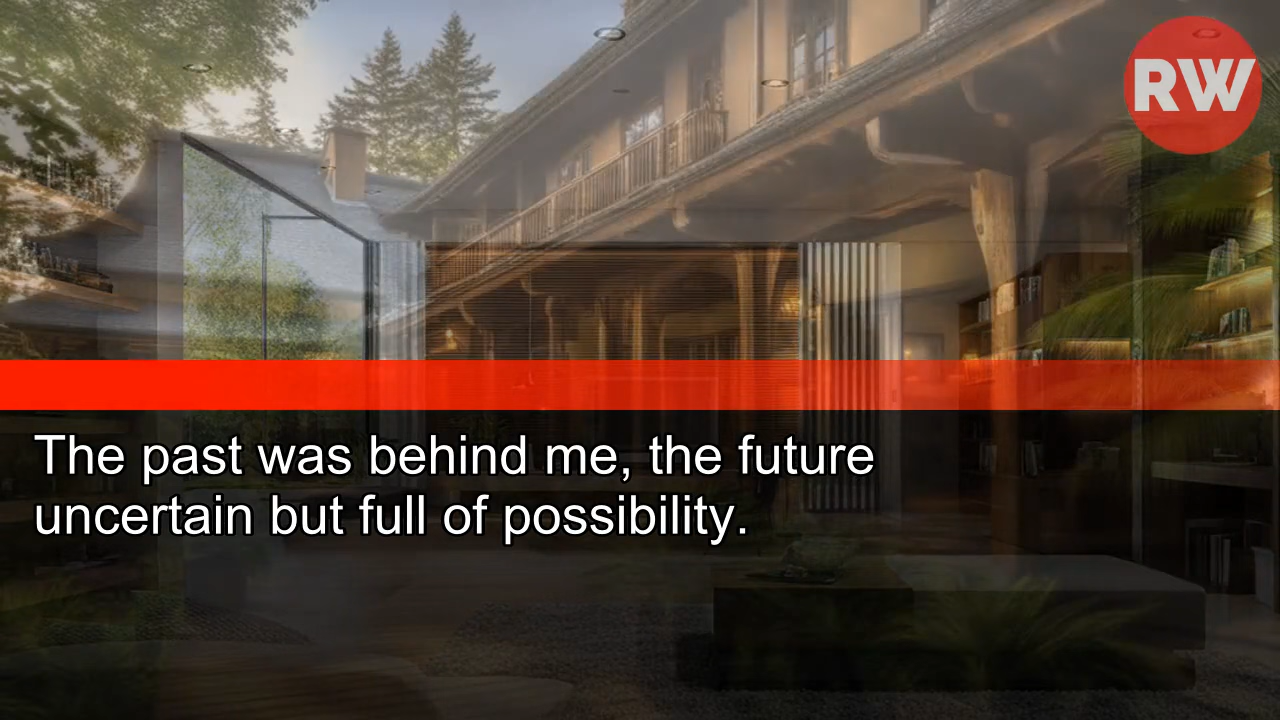 RW
The past was behind me, the future
uncertain but full of possibility.